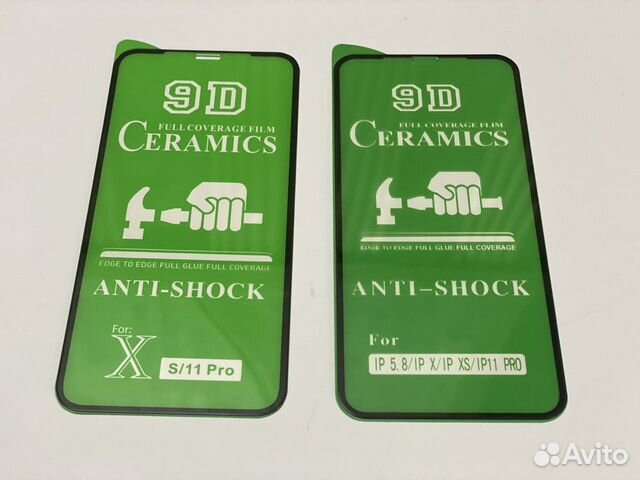 9D
FULL COVERAGE FILM
CERAMICS
EDGE TO EDGE FULL GLUE FULL COVERAGE
ANTI-SHOCK
For:
X
S/11 Pro
9D
FULL COVERAGE FLIM
CERAMICS
EDGE TO EDGE FULL GLUE FULL COVERAGE
ANTI-SHOCK
For
IP 5.8/IP X/IP XS/IP11 PRO
Avito